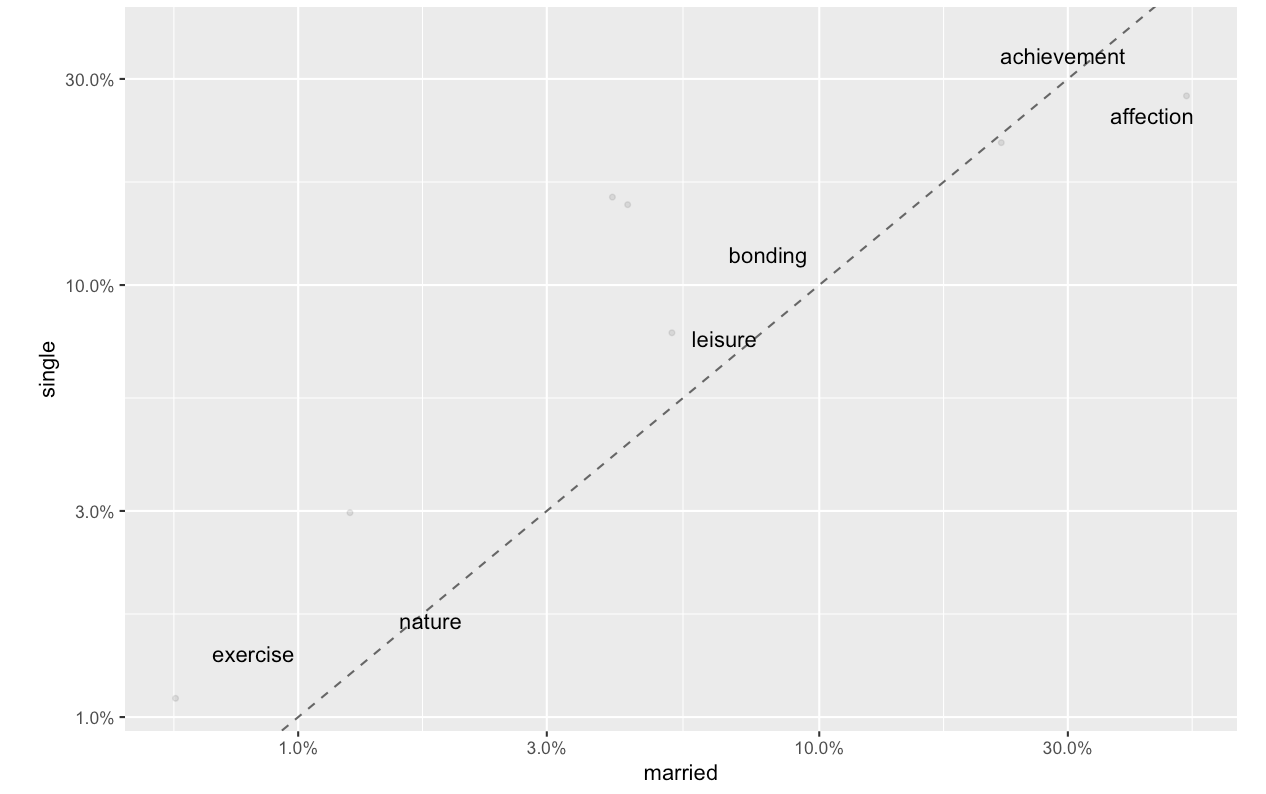 achievement
30.0%
affection
bonding
10.0%
leisure
single
3.0%
nature
exercise
1.0%
1.0% 3.0% 10.0% 30.0%
married